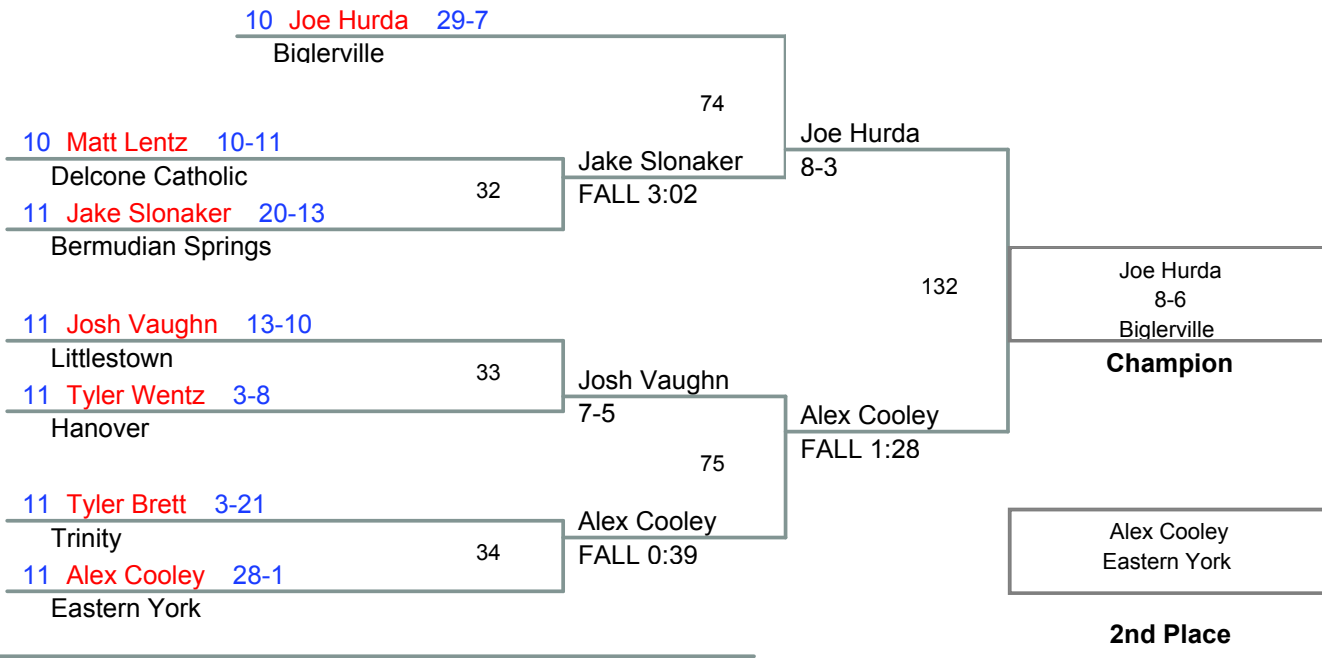 10 Joe Hurda 29-7
Biglerville
74
10 Matt Lentz 10-11
Delcone Catholic
32
11 Jake Slonaker 20-13
Bermudian Springs
Jake Slonaker
FALL 3:02
Joe Hurda
8-3
11 Josh Vaughn 13-10
Littlestown
33
11 Tyler Wentz 3-8
Hanover
Josh Vaughn
7-5
75
11 Tyler Brett 3-21
Trinity
34
11 Alex Cooley 28-1
Eastern York
Alex Cooley
FALL 0:39
Alex Cooley
FALL 1:28
132
Joe Hurda
8-6
Biglerville
Champion
Alex Cooley
Eastern York
2nd Place